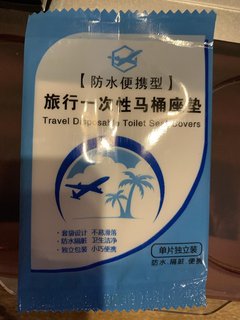 【防水便携型】
旅行一次性马桶座垫
Travel Disposable Toilet Seat Covers
· 套袋设计 不易滑落
· 防水隔脏 卫生洁净
· 独立包装 小巧便携
单片独立装
防水.隔脏.便携